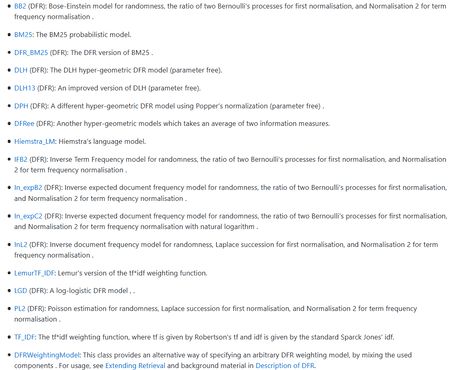 • BB2 (DFR): Bose-Einstein model for randomness, the ratio of two Bernoulli's processes for first normalisation, and Normalisation 2 for term
frequency normalisation .
• BM25: The BM25 probabilistic model.
• DFR_BM25 (DFR): The DFR version of BM25 .
• DLH (DFR): The DLH hyper-geometric DFR model (parameter free).
• DLH13 (DFR): An improved version of DLH (parameter free).
• DPH (DFR): A different hyper-geometric DFR model using Popper's normalization (parameter free) .
• DFRee (DFR): Another hyper-geometric models which takes an average of two information measures.
• Hiemstra_LM: Hiemstra's language model.
• IFB2 (DFR): Inverse Term Frequency model for randomness, the ratio of two Bernoulli's processes for first normalisation, and Normalisation
2 for term frequency normalisation .
• In_expB2 (DFR): Inverse expected document frequency model for randomness, the ratio of two Bernoulli's processes for first normalisation,
and Normalisation 2 for term frequency normalisation .
• In_expC2 (DFR): Inverse expected document frequency model for randomness, the ratio of two Bernoulli's processes for first normalisation,
and Normalisation 2 for term frequency normalisation with natural logarithm .
• InL2 (DFR): Inverse document frequency model for randomness, Laplace succession for first normalisation, and Normalisation 2 for term
frequency normalisation .
• LemurTF_IDF: Lemur's version of the tf*idf weighting function.
• LGD (DFR): A log-logistic DFR model , .
• PL2 (DFR): Poisson estimation for randomness, Laplace succession for first normalisation, and Normalisation 2 for term frequency
normalisation .
• TF_IDF: The tf*idf weighting function, where tf is given by Robertson's tf and idf is given by the standard Sparck Jones' idf.
• DFRWeightingModel: This class provides an alternative way of specifying an arbitrary DFR weighting model, by mixing the used
components . For usage, see Extending Retrieval and background material in Description of DFR.